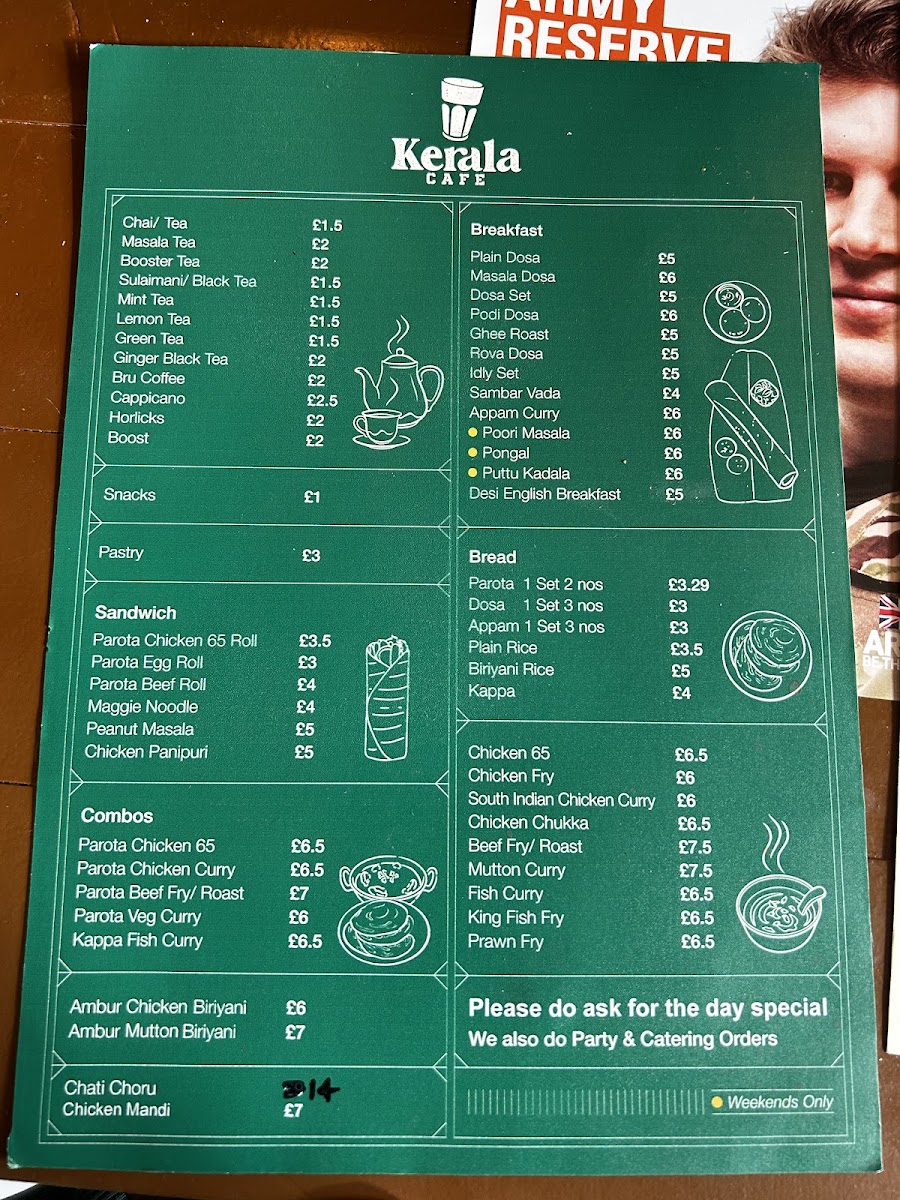 ARMY
RESERVE
Kerala
CAFE
Chai/ Tea £1.5
Masala Tea £2
Booster Tea £2
Sulaimani/ Black Tea £1.5
Mint Tea £1.5
Lemon Tea £1.5
Green Tea £1.5
Ginger Black Tea £2
Bru Coffee £2
Cappicano £2.5
Horlicks £2
Boost £2
Snacks £1
Pastry £3
Sandwich
Parota Chicken 65 Roll £3.5
Parota Egg Roll £3
Parota Beef Roll £4
Maggie Noodle £4
Peanut Masala £5
Chicken Panipuri £5
Combos
Parota Chicken 65 £6.5
Parota Chicken Curry £6.5
Parota Beef Fry/ Roast £7
Parota Veg Curry £6
Kappa Fish Curry £6.5
Ambur Chicken Biriyani £6
Ambur Mutton Biriyani £7
Chati Choru 14
Chicken Mandi £7
Breakfast
Plain Dosa £5
Masala Dosa £6
Dosa Set £5
Podi Dosa £6
Ghee Roast £5
Rova Dosa £5
Idly Set £5
Sambar Vada £4
Appam Curry £6
Poori Masala £6
Pongal £6
Puttu Kadala £6
Desi English Breakfast £5
Bread
Parota 1 Set 2 nos £3.29
Dosa 1 Set 3 nos £3
Appam 1 Set 3 nos £3
Plain Rice £3.5
Biriyani Rice £5
Kappa £4
Chicken 65 £6.5
Chicken Fry £6
South Indian Chicken Curry £6
Chicken Chukka £6.5
Beef Fry/ Roast £7.5
Mutton Curry £7.5
Fish Curry £6.5
King Fish Fry £6.5
Prawn Fry £6.5
Please do ask for the day special
We also do Party & Catering Orders
Weekends Only